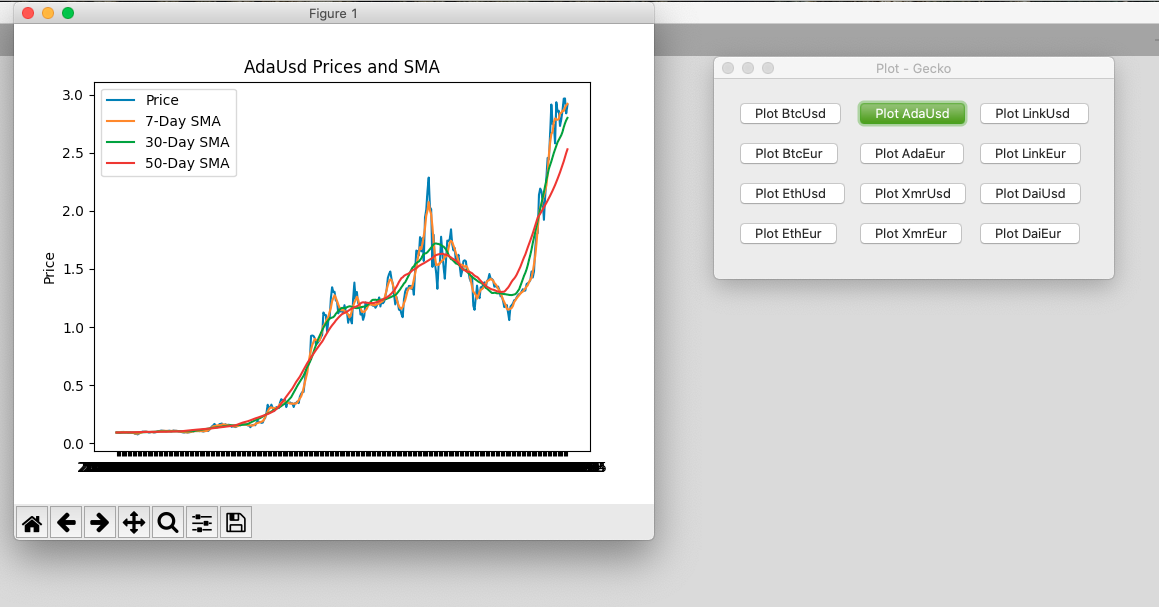 Figure 1
AdaUsd Prices and SMA
Price
7-Day SMA
30-Day SMA
50-Day SMA
3.0
2.5
2.0
1.5
1.0
0.5
0.0
Price
Plot - Gecko
Plot BtcUsd Plot AdaUsd Plot LinkUsd
Plot BtcEur Plot AdaEur Plot LinkEur
Plot EthUsd Plot XmrUsd Plot DaiUsd
Plot EthEur Plot XmrEur Plot DaiEur